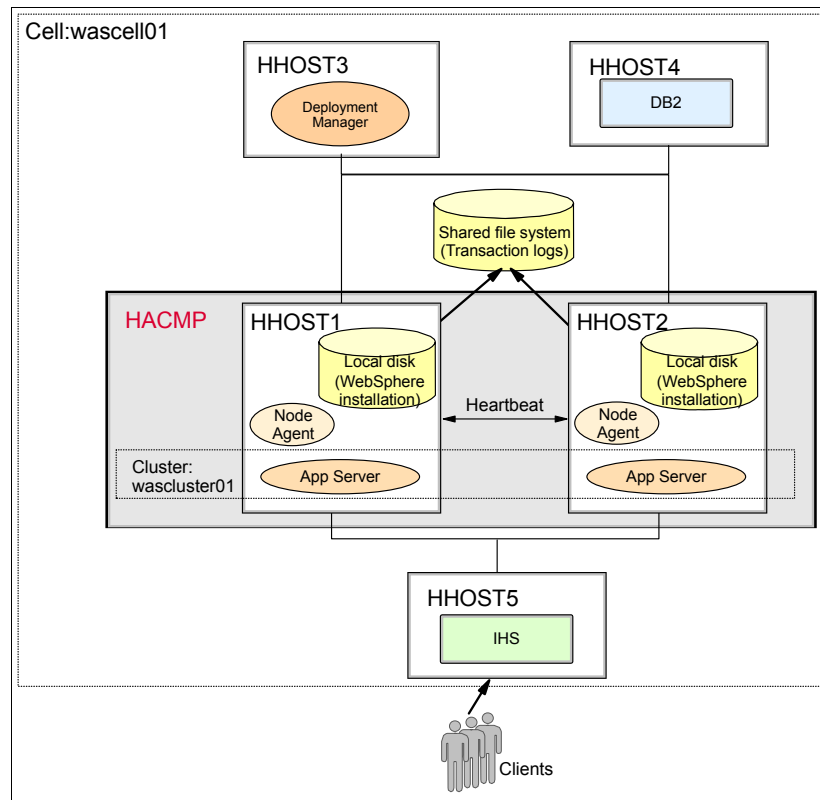 Cell:wascell01
HHOST3
Deployment
Manager
HHOST4
DB2
Shared file system
(Transaction logs)
HACMP
HHOST1
Local disk
(WebSphere
installation)
Node
Agent
Heartbeat
HHOST2
Local disk
(WebSphere
installation)
Node
Agent
Cluster:
wascluster01
App Server
App Server
HHOST5
IHS
Clients